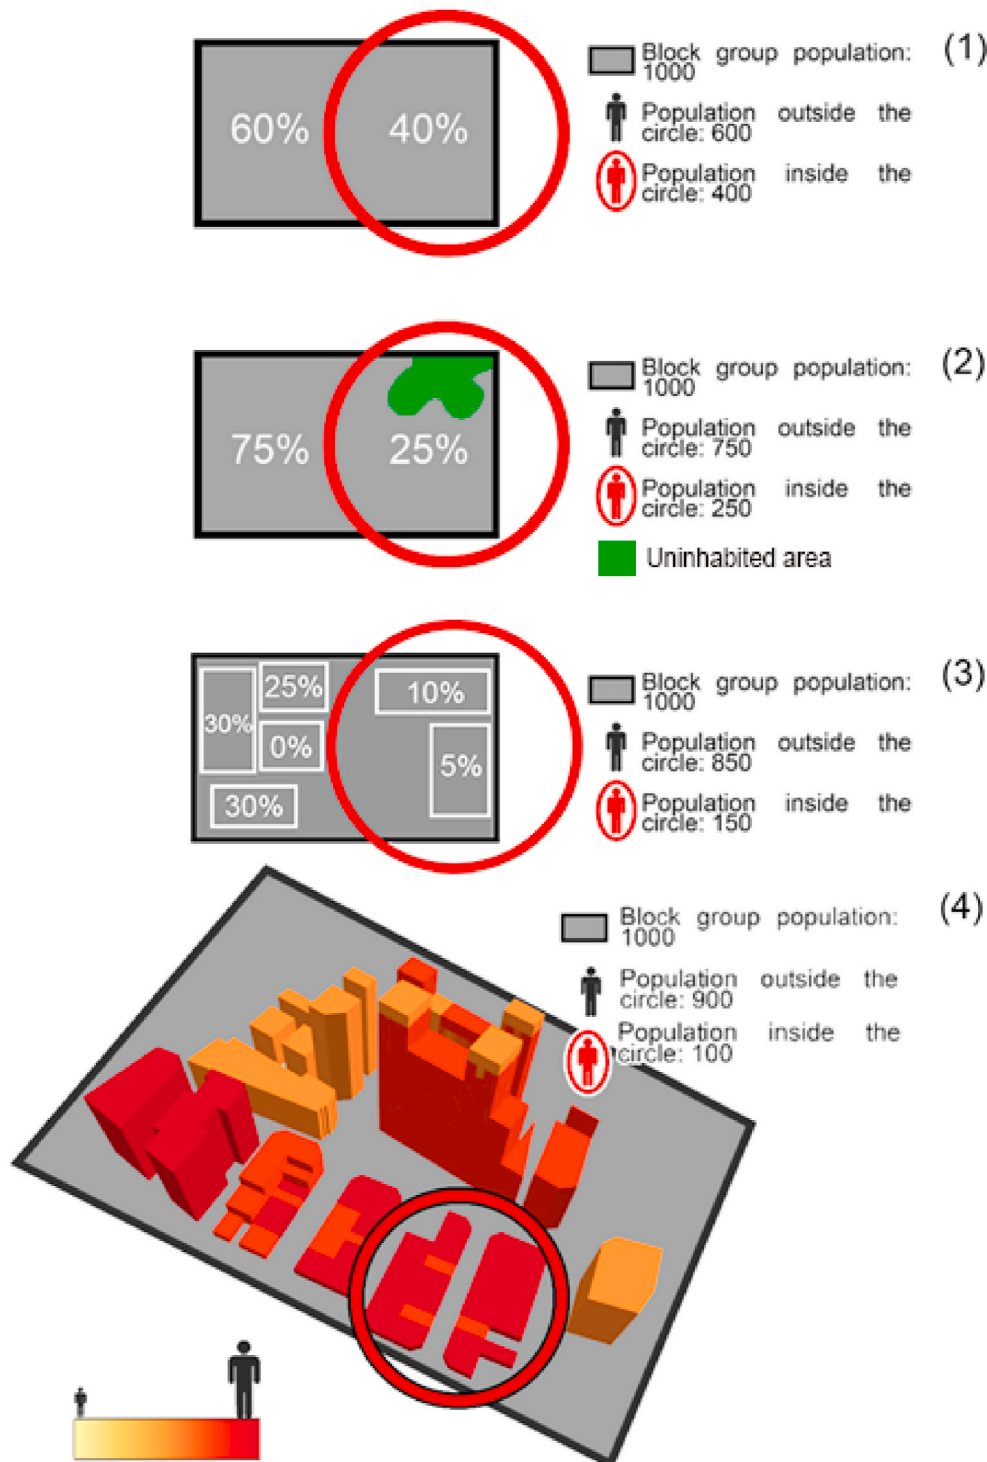 60%
40%
Block group population:
1000
(1)
Population outside the
circle: 600
Population inside the
circle: 400
75%
25%
Block group population:
1000
(2)
Population outside the
circle: 750
Population inside the
circle: 250
Uninhabited area
30%
25%
0%
30%
10%
5%
Block group population:
1000
(3)
Population outside the
circle: 850
Population inside the
circle: 150
Block group population:
1000
(4)
Population outside the
circle: 900
Population inside the
circle: 100